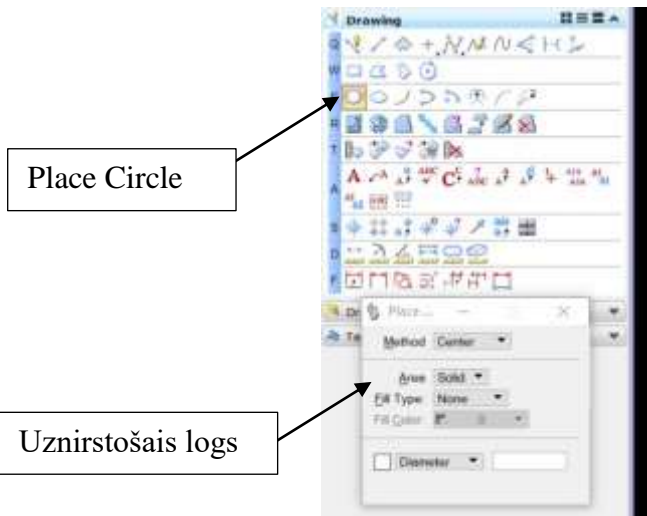 Drawing
Q
W
R
T
A
S
D
F
Place Circle
Place...
Method Center
Area Solid
Fill Type None
Fill Color
Diameter
Uznirstošais logs